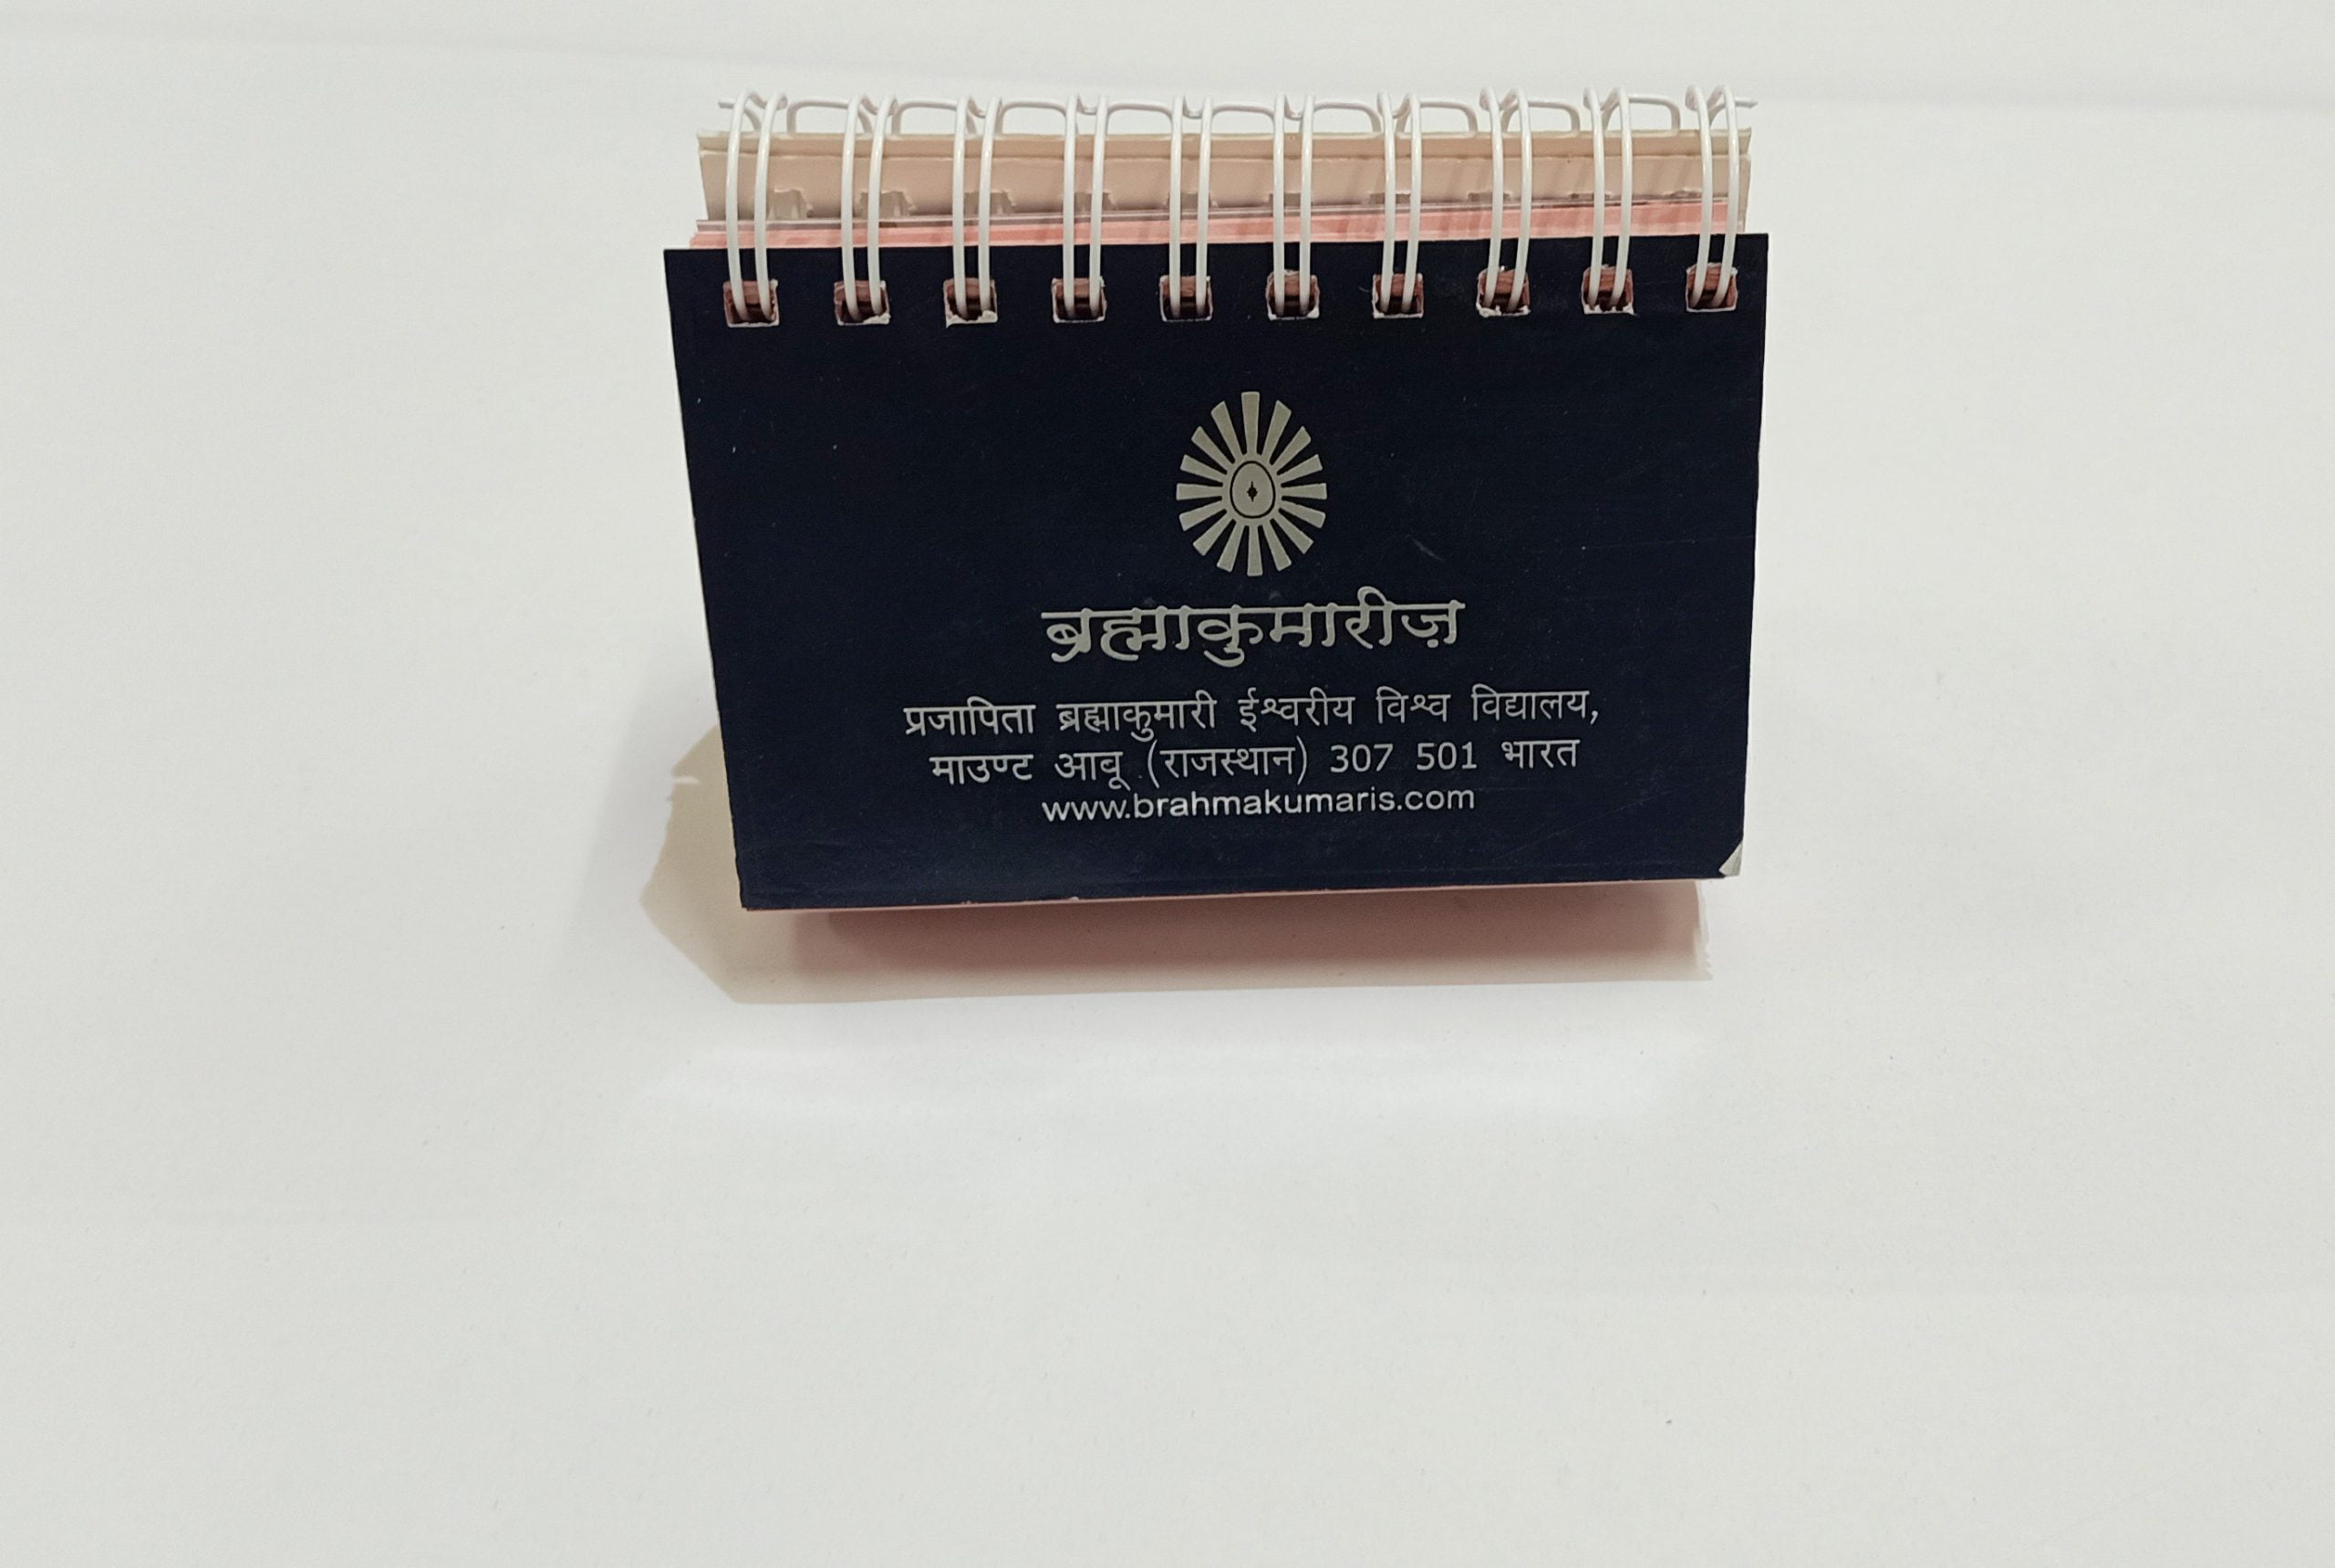 ब्रह्माकुमारीज़
प्रजापिता ब्रह्माकुमारी ईश्वरीय विश्व विद्यालय,
माउण्ट आबू (राजस्थान) 307 501 भारत
www.brahmakumaris.com